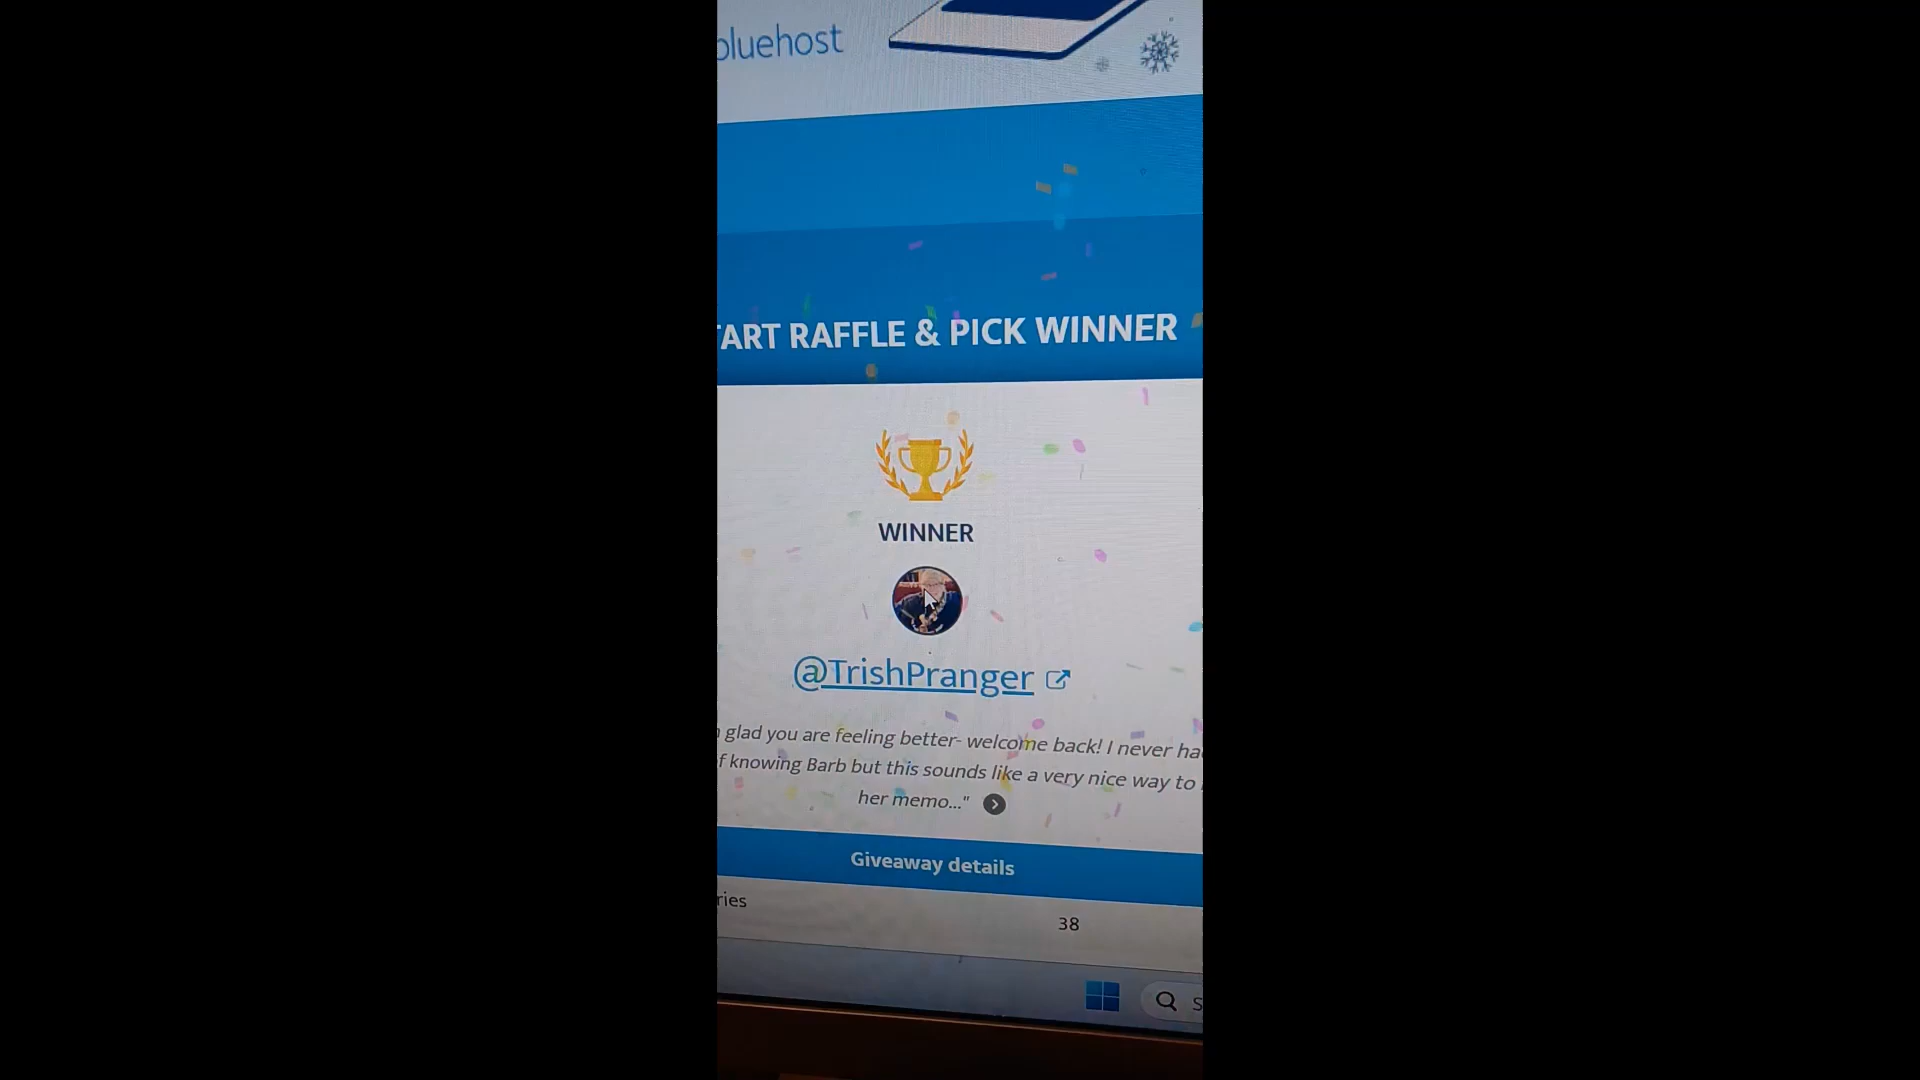 bluehost
TART RAFFLE & PICK WINNER
WINNER
@TrishPranger
glad you are feeling better- welcome back! I never ha
f knowing Barb but this sounds like a very nice way to
her memo..."
Giveaway details
ries
38
S